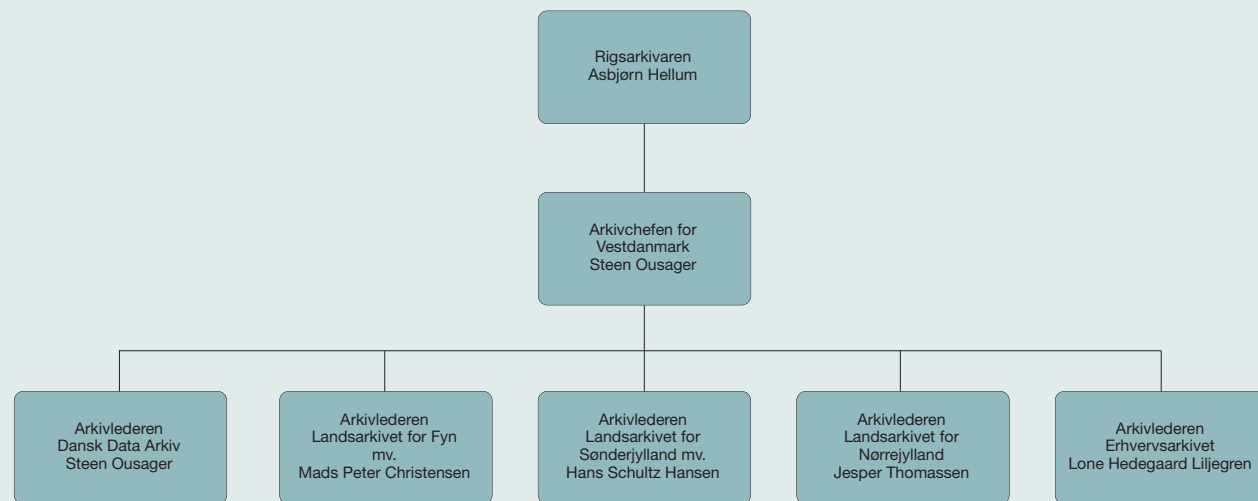 Rigsarkivaren
Asbjørn Hellum
Arkivchefen for
Vestdanmark
Steen Ousager
Arkivlederen
Dansk Data Arkiv
Steen Ousager
Arkivlederen
Landsarkivet for Fyn
mv.
Mads Peter Christensen
Arkivlederen
Landsarkivet for
Sønderjylland mv.
Hans Schultz Hansen
Arkivlederen
Landsarkivet for
Nørrejylland
Jesper Thomassen
Arkivlederen
Erhvervsarkivet
Lone Hedegaard Liljegren